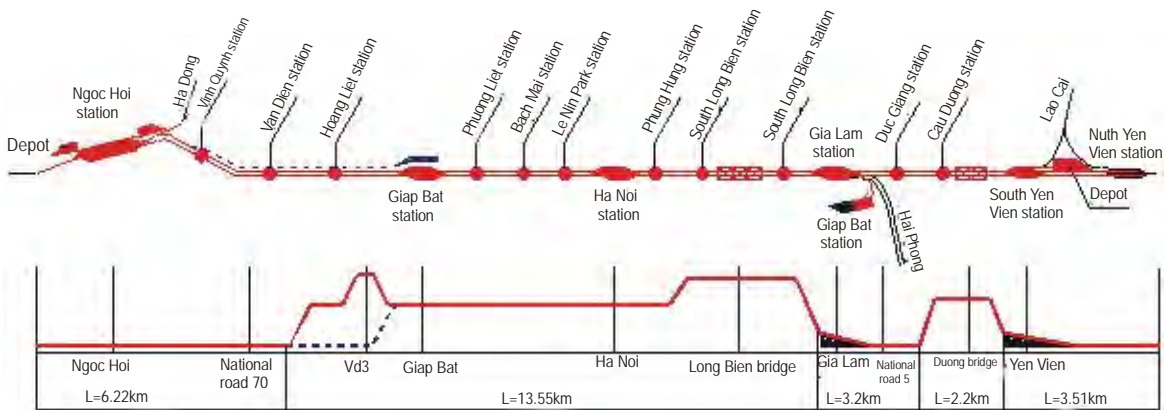 Depot
Ngoc Hoi
station
Ha Dong
Vinh Quynh station
Van Dien station
Hoang Liet station
Giap Bat
station
Phuong Liet station
Bach Mai station
Le Nin Park station
Ha Noi
station
Phung Hung station
South Long Bien station
South Long Bien station
Gia Lam
station
Giap Bat
station
Hai Phong
Duc Giang station
Cau Duong station
South Yen
Vien station
Lao Cai
Nuth Yen
Vien station
Depot
Ngoc Hoi
National
road 70
Vd3
Giap Bat
Ha Noi
Long Bien bridge
Gia Lam
National
road 5
Duong bridge
Yen Vien
L=6.22km
L=13.55km
L=3.2km
L=2.2km
L=3.51km